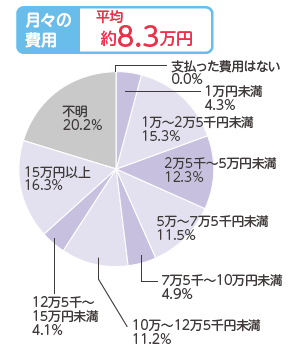 月々の
費用
平均
約8.3万円
支払った費用はない
0.0%
1万円未満
4.3%
1万〜2万5千円未満
15.3%
2万5千〜5万円未満
12.3%
5万〜7万5千円未満
11.5%
7万5千〜10万円未満
4.9%
10万〜12万5千円未満
11.2%
12万5千〜
15万円未満
4.1%
15万円以上
16.3%
不明
20.2%